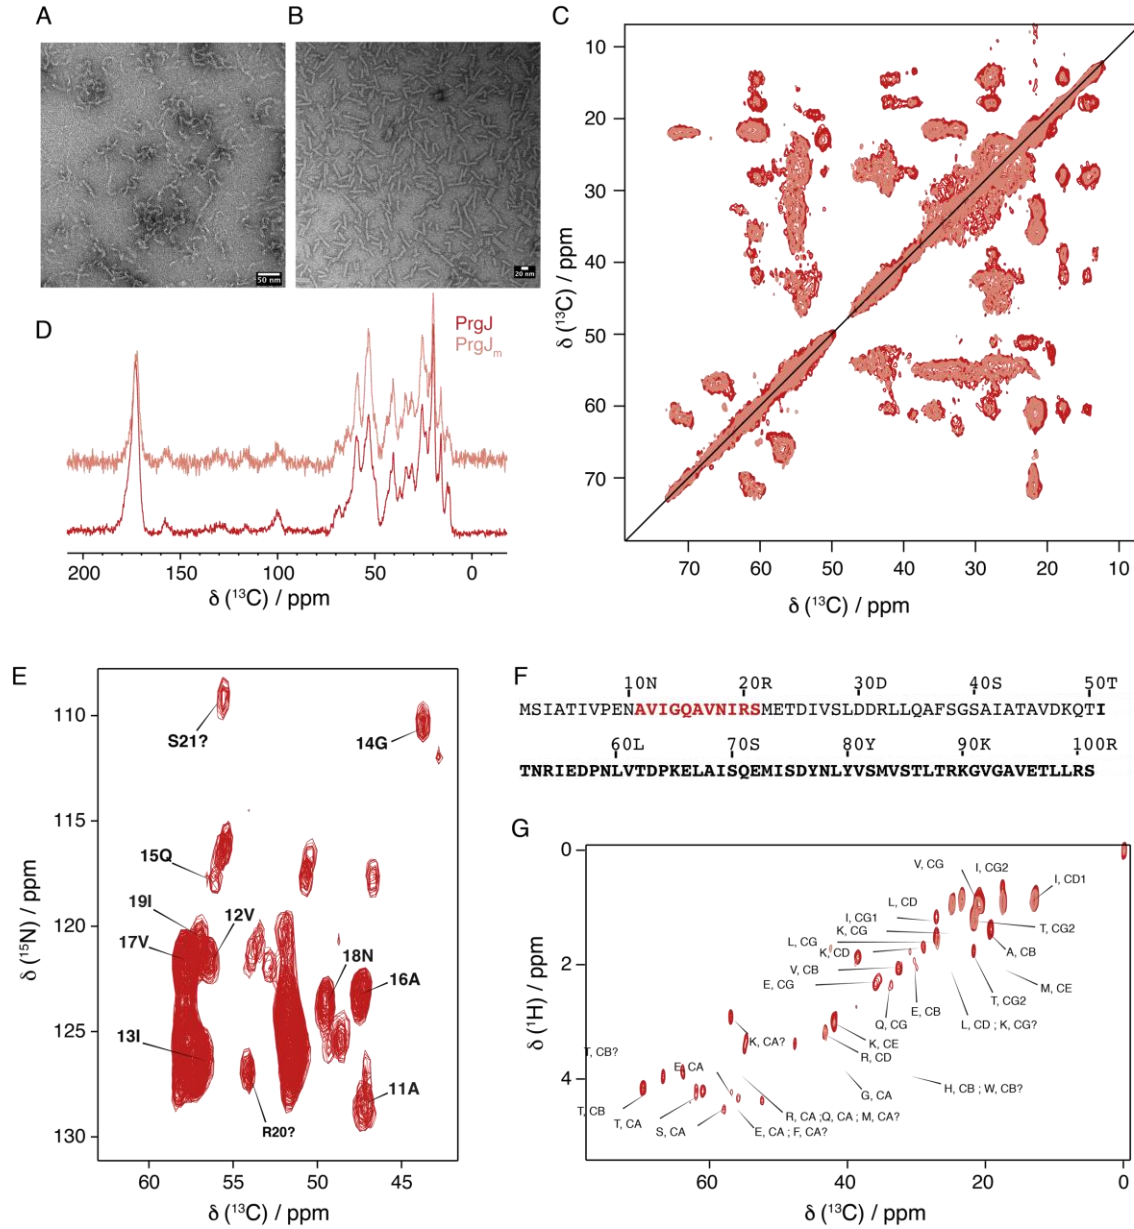 A
B
50 nm
20 nm
C
10
20
30
40
50
60
70
δ (13C) / ppm
70 60 50 40 30 20 10
δ (13C) / ppm
D
PrgJ
PrgJm
200 150 100 50 0
δ (13C) / ppm
E
110
115
120
125
130
δ (15N) / ppm
S21?
14G
15Q
19I
17V
12V
18N
16A
13I
11A
R20?
60 55 50 45
δ (13C) / ppm
F
10N 20R 30D 40S 50T
MSIATIVPENAVIGQAVNIRSMETDIVSLDDRLLQAFSGSAIATAVDKQTI
60L 70S 80Y 90K 100R
TNRIEDPNLVTDPKELAISQEMISDYNLYVSMVSTLTRKGVGAVETLLRS
G
0
2
4
δ (1H) / ppm
V, CG
I, CG2
I, CD1
L, CD
I, CG1
K, CG
T, CG2
L, CG
K, CD
A, CB
V, CB
E, CG
M, CE
E, CB
T, CG2
Q, CG
L, CD ; K, CG?
K, CA?
K, CE
R, CD
T, CB?
E, CA
G, CA
H, CB ; W, CB?
T, CB
T, CA
R, CA ;Q, CA ; M, CA?
S, CA
E, CA ; F, CA?
60 40 20 0
δ (13C) / ppm